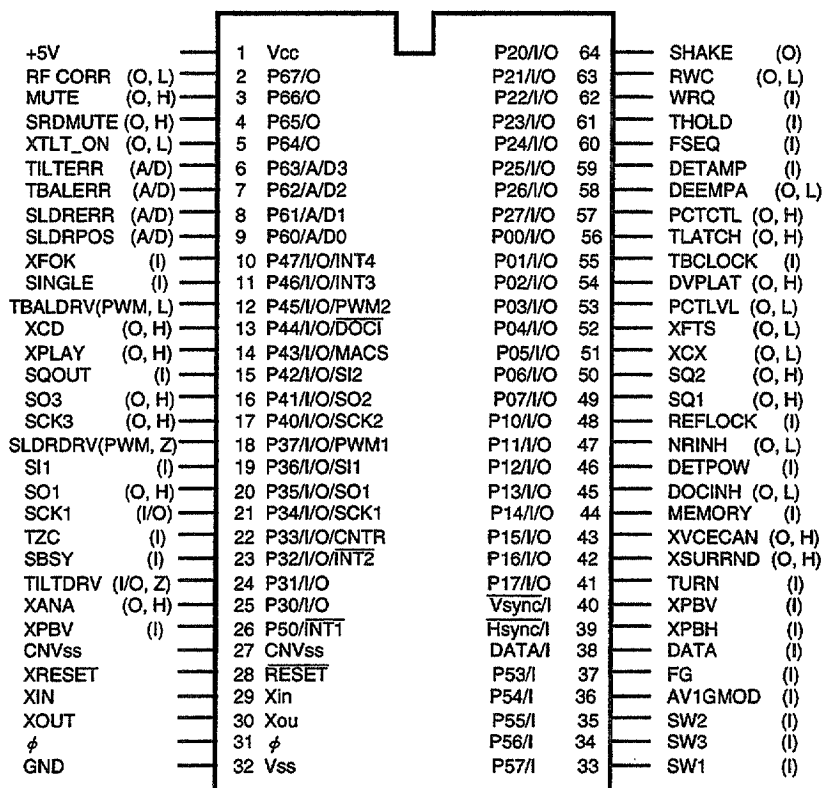 +5V 1 Vcc P20/I/O 64 SHAKE (O)
RF CORR (O, L) 2 P67/O P21/I/O 63 RWC (O, L)
MUTE (O, H) 3 P66/O P22/I/O 62 WRQ (I)
SRDMUTE (O, H) 4 P65/O P23/I/O 61 THOLD (I)
XTLT_ON (O, L) 5 P64/O P24/I/O 60 FSEQ (I)
TILTERR (A/D) 6 P63/A/D3 P25/I/O 59 DETAMP (I)
TBALERR (A/D) 7 P62/A/D2 P26/I/O 58 DEEMPA (O, L)
SLDRERR (A/D) 8 P61/A/D1 P27/I/O 57 PCTCTL (O, H)
SLDRPOS (A/D) 9 P60/A/D0 P00/I/O 56 TLATCH (O, H)
XFOK (I) 10 P47/I/O/INT4 P01/I/O 55 TBCLOCK (I)
SINGLE (I) 11 P46/I/O/INT3 P02/I/O 54 DVPLAT (O, H)
TBALDRV(PWM, L) 12 P45/I/O/PWM2 P03/I/O 53 PCTLVL (O, L)
XCD (O, H) 13 P44/I/O/DOCI P04/I/O 52 XFTS (O, L)
XPLAY (O, H) 14 P43/I/O/MACS P05/I/O 51 XCX (O, L)
SQOUT (I) 15 P42/I/O/SI2 P06/I/O 50 SQ2 (O, H)
SO3 (O, H) 16 P41/I/O/SO2 P07/I/O 49 SQ1 (O, H)
SCK3 (O, H) 17 P40/I/O/SCK2 P10/I/O 48 REFLOCK (I)
SLDRDRV(PWM, Z) 18 P37/I/O/PWM1 P11/I/O 47 NRINH (O, L)
SI1 (I) 19 P36/I/O/SI1 P12/I/O 46 DETPOW (I)
SO1 (O, H) 20 P35/I/O/SO1 P13/I/O 45 DOCINH (O, L)
SCK1 (I/O) 21 P34/I/O/SCK1 P14/I/O 44 MEMORY (I)
TZC (I) 22 P33/I/O/CNTR P15/I/O 43 XVCECAN (O, H)
SBSY (I) 23 P32/I/O/INT2 P16/I/O 42 XSURRND (O, H)
TILTDRV (I/O, Z) 24 P31/I/O P17/I/O 41 TURN (I)
XANA (O, H) 25 P30/I/O Vsync/I 40 XPBV (I)
XPBV (I) 26 P50/INT1 Hsync/I 39 XPBH (I)
CNVss 27 CNVss DATA/I 38 DATA (I)
XRESET 28 RESET P53/I 37 FG (I)
XIN 29 Xin P54/I 36 AV1GMOD (I)
XOUT 30 Xou P55/I 35 SW2 (I)
ϕ 31 ϕ P56/I 34 SW3 (I)
GND 32 Vss P57/I 33 SW1 (I)